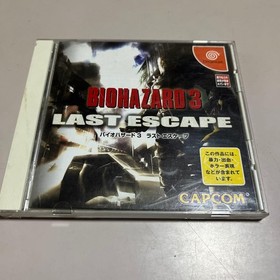 BIOHAZARD 3
LAST ESCAPE
バイオハザード3 ラストエスケープ
この作品には、
暴力・出血・
ホラー表現
などが含まれて
います。
CAPCOM